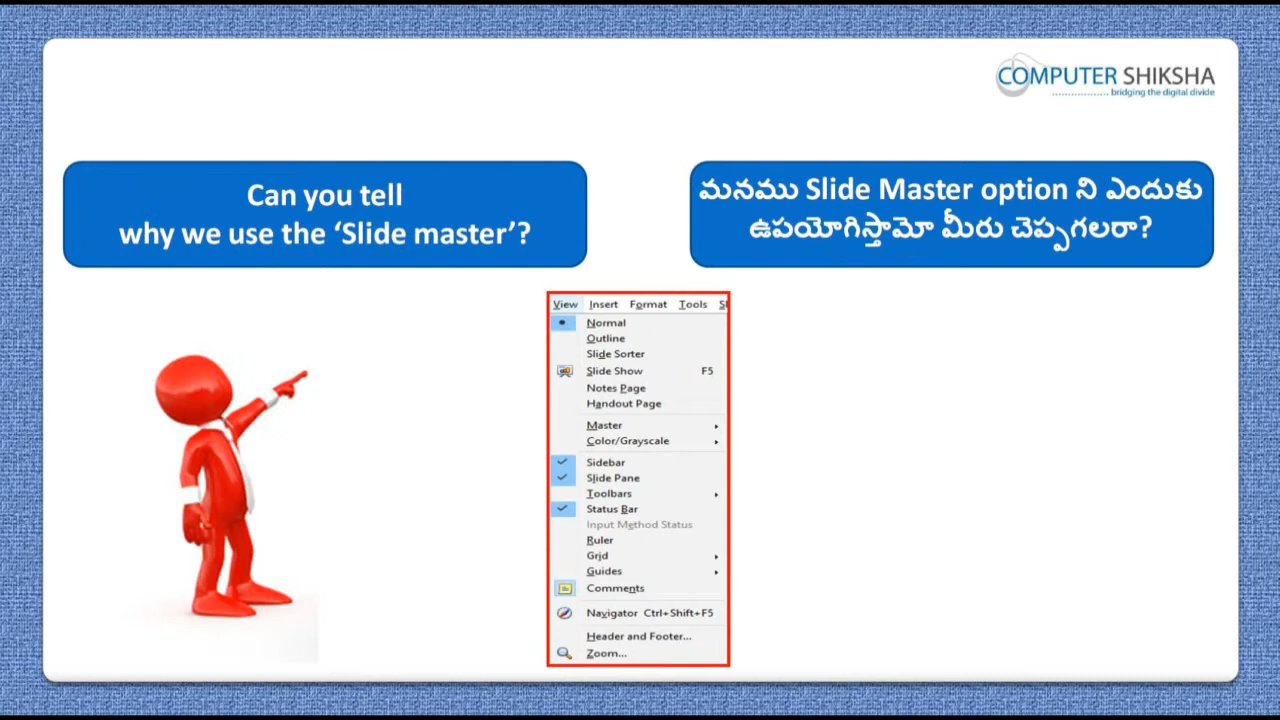 COMPUTER SHIKSHA
bridging the digital divide
Can you tell
why we use the ‘Slide master’?
మనము Slide Master option ని ఎందుకు
ఉపయోగిస్తామో మీరు చెప్పగలరా?
View Insert Format Tools
Normal
Outline
Slide Sorter
Slide Show F5
Notes Page
Handout Page
Master
Color/Grayscale
Sidebar
Slide Pane
Toolbars
Status Bar
Input Method Status
Ruler
Grid
Guides
Comments
Navigator Ctrl+Shift+F5
Header and Footer...
Zoom...